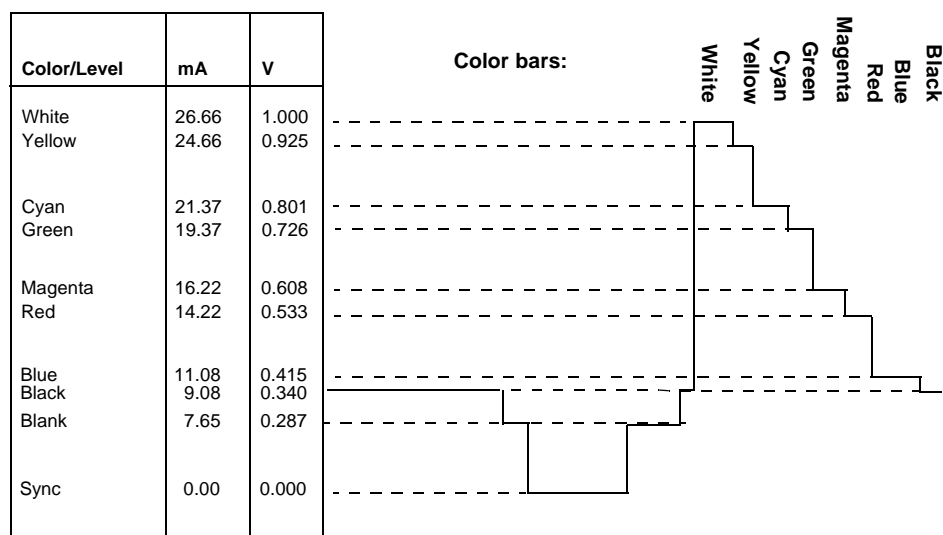 Color/Level mA V
Color bars:
White
Yellow
Cyan
Green
Magenta
Red
Blue
Black
White 26.66 1.000
Yellow 24.66 0.925
Cyan 21.37 0.801
Green 19.37 0.726
Magenta 16.22 0.608
Red 14.22 0.533
Blue 11.08 0.415
Black 9.08 0.340
Blank 7.65 0.287
Sync 0.00 0.000